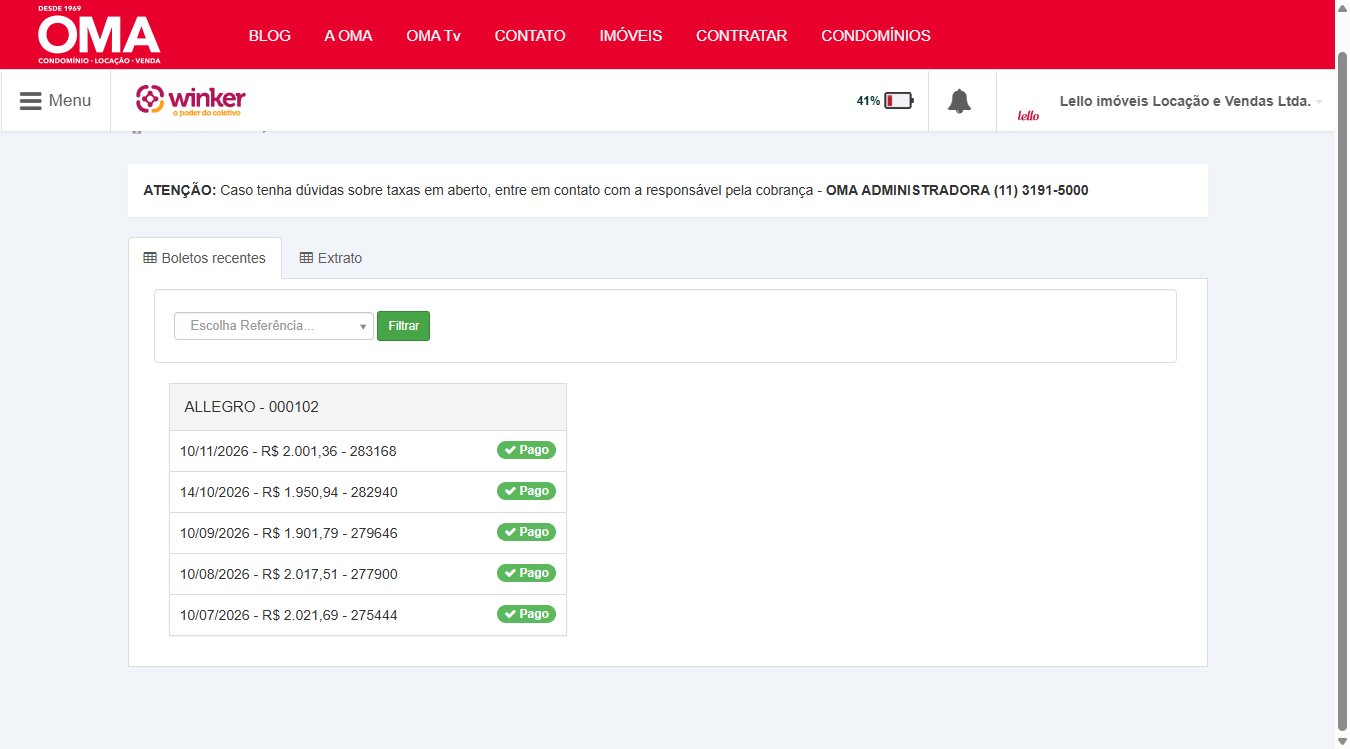 DESDE 1969
OMA
CONDOMÍNIO · LOCAÇÃO · VENDA
BLOG
A OMA
OMA Tv
CONTATO
IMÓVEIS
CONTRATAR
CONDOMÍNIOS
Menu
winker
o poder do coletivo
41%
lello
Lello imóveis Locação e Vendas Ltda.
ATENÇÃO: Caso tenha dúvidas sobre taxas em aberto, entre em contato com a responsável pela cobrança - OMA ADMINISTRADORA (11) 3191-5000
Boletos recentes
Extrato
Escolha Referência...
Filtrar
ALLEGRO - 000102
10/11/2026 - R$ 2.001,36 - 283168
Pago
14/10/2026 - R$ 1.950,94 - 282940
Pago
10/09/2026 - R$ 1.901,79 - 279646
Pago
10/08/2026 - R$ 2.017,51 - 277900
Pago
10/07/2026 - R$ 2.021,69 - 275444
Pago